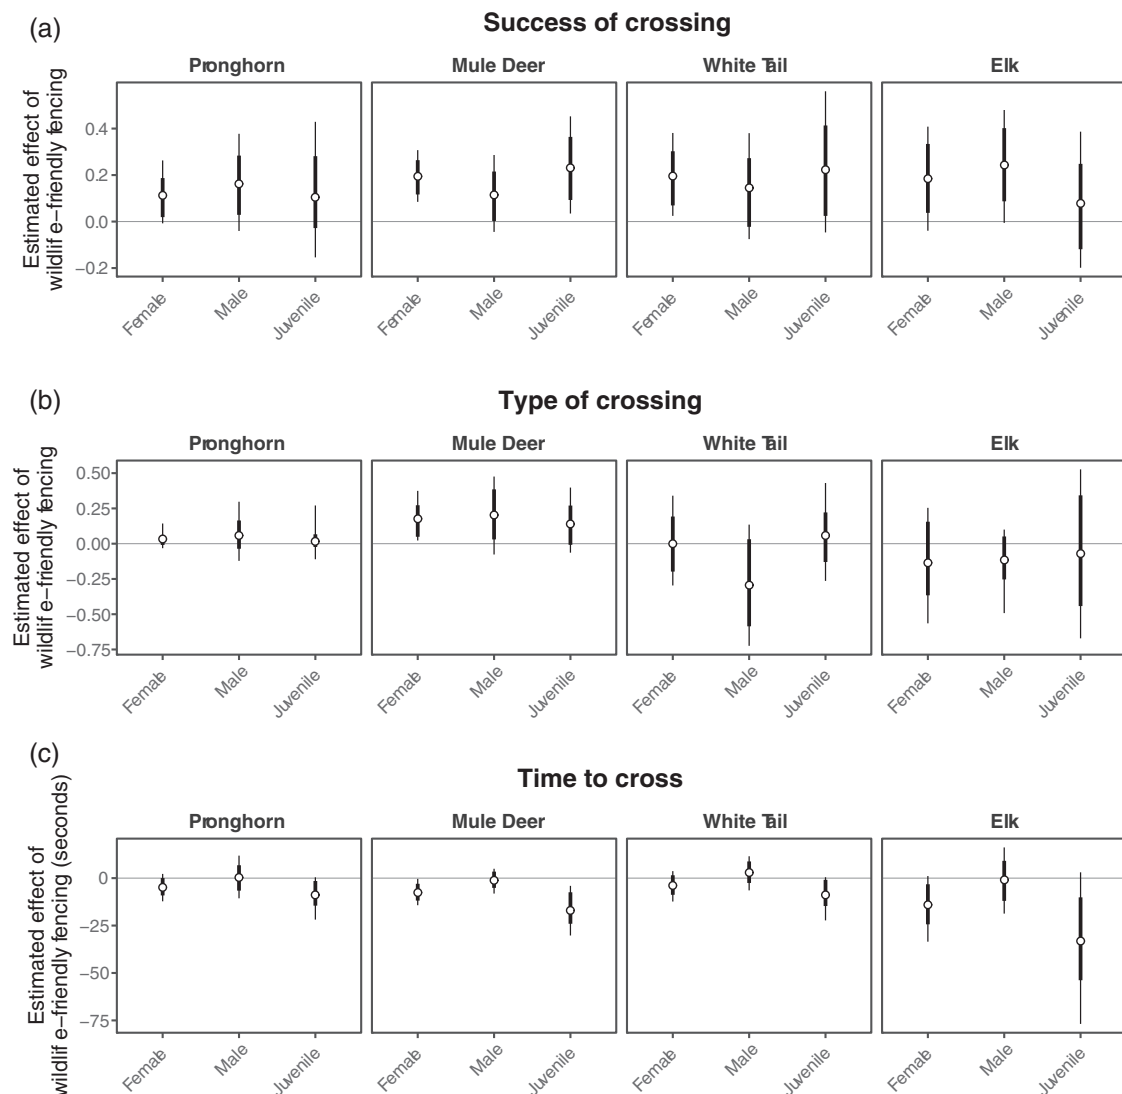 (a)
Success of crossing
Pronghorn Mule Deer White Tail Elk
Estimated effect of
wildlife-friendly fencing
0.4
0.2
0.0
−0.2
Female Male Juvenile Female Male Juvenile Female Male Juvenile Female Male Juvenile
(b)
Type of crossing
Pronghorn Mule Deer White Tail Elk
Estimated effect of
wildlife-friendly fencing
0.50
0.25
0.00
−0.25
−0.50
−0.75
Female Male Juvenile Female Male Juvenile Female Male Juvenile Female Male Juvenile
(c)
Time to cross
Pronghorn Mule Deer White Tail Elk
Estimated effect of
wildlife-friendly fencing (seconds)
0
−25
−50
−75
Female Male Juvenile Female Male Juvenile Female Male Juvenile Female Male Juvenile